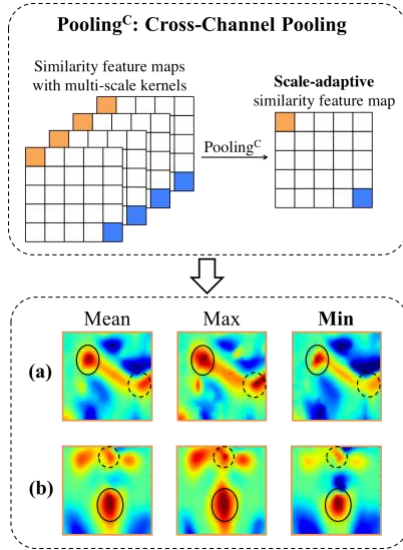 Pooling^C: Cross-Channel Pooling
Similarity feature maps
with multi-scale kernels
Scale-adaptive
similarity feature map
Pooling^C
Mean Max Min
(a)
(b)